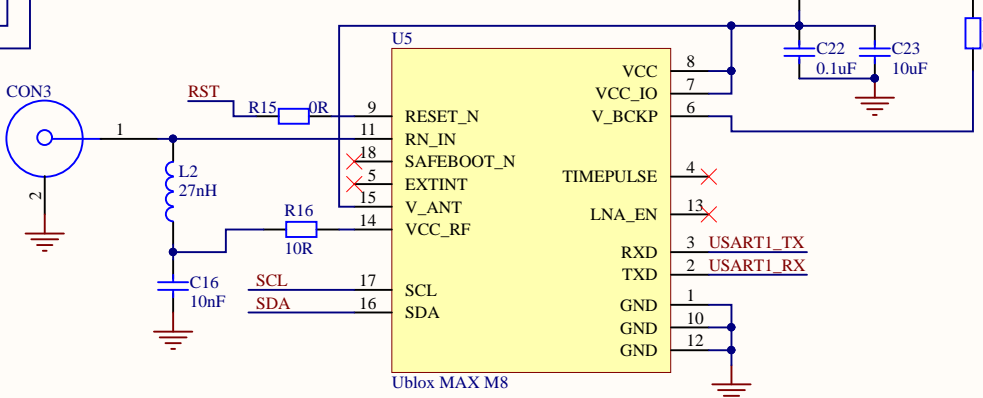 U5
C22
0.1uF
C23
10uF
CON3
1
2
RST
R15
0R
9
RESET_N
11
RN_IN
18
SAFEBOOT_N
5
EXTINT
15
V_ANT
14
VCC_RF
17
SCL
16
SDA
VCC
8
VCC_IO
7
V_BCKP
6
TIMEPULSE
4
LNA_EN
13
RXD
3
USART1_TX
TXD
2
USART1_RX
GND
1
GND
10
GND
12
L2
27nH
R16
10R
C16
10nF
SCL
SDA
Ublox MAX M8